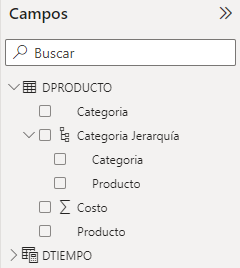 Campos
Buscar
DPRODUCTO
Categoria
Categoria Jerarquía
Categoria
Producto
Costo
Producto
DTIEMPO